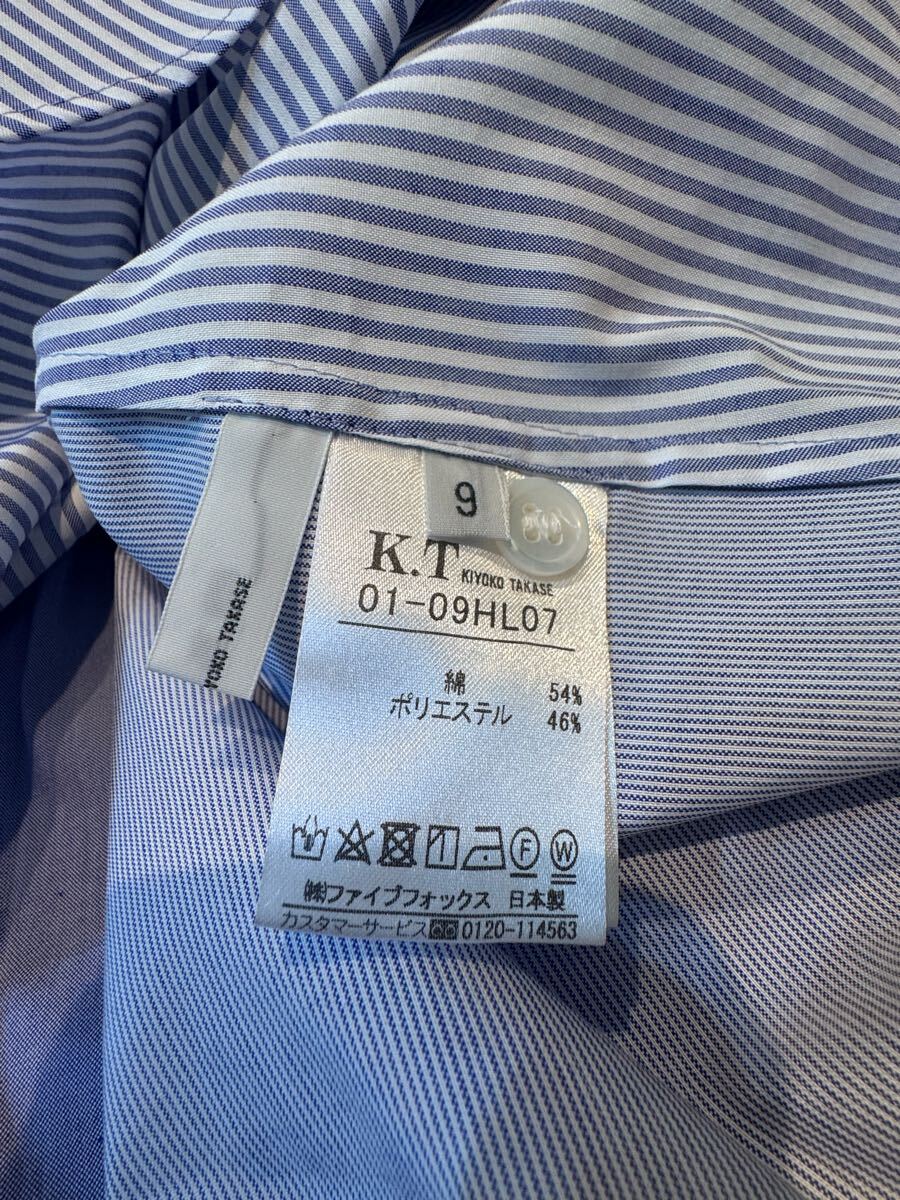 9
K.T KIYOKO TAKASE
01-09HL07
綿 54%
ポリエステル 46%
F W
㈱ファイブフォックス 日本製
カスタマーサービス 0120-114563
YOKO TAKASE